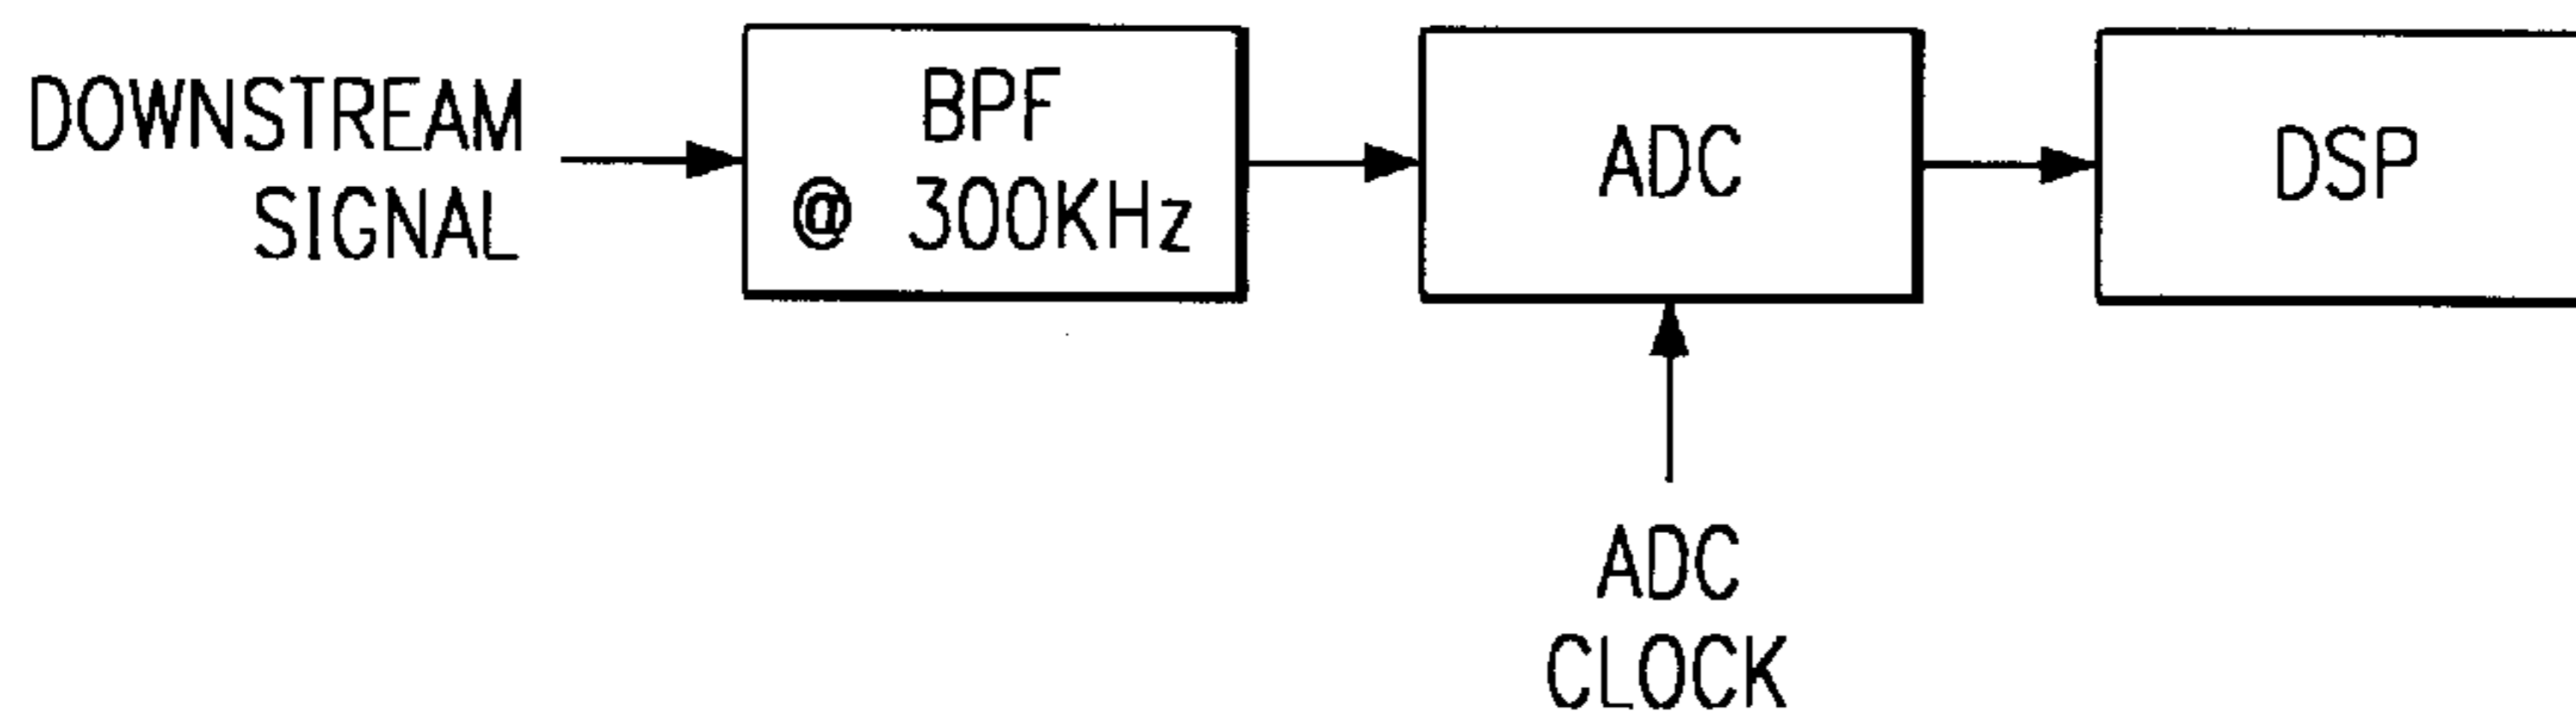 DOWNSTREAM
SIGNAL
BPF
@ 300KHz
ADC
DSP
ADC
CLOCK